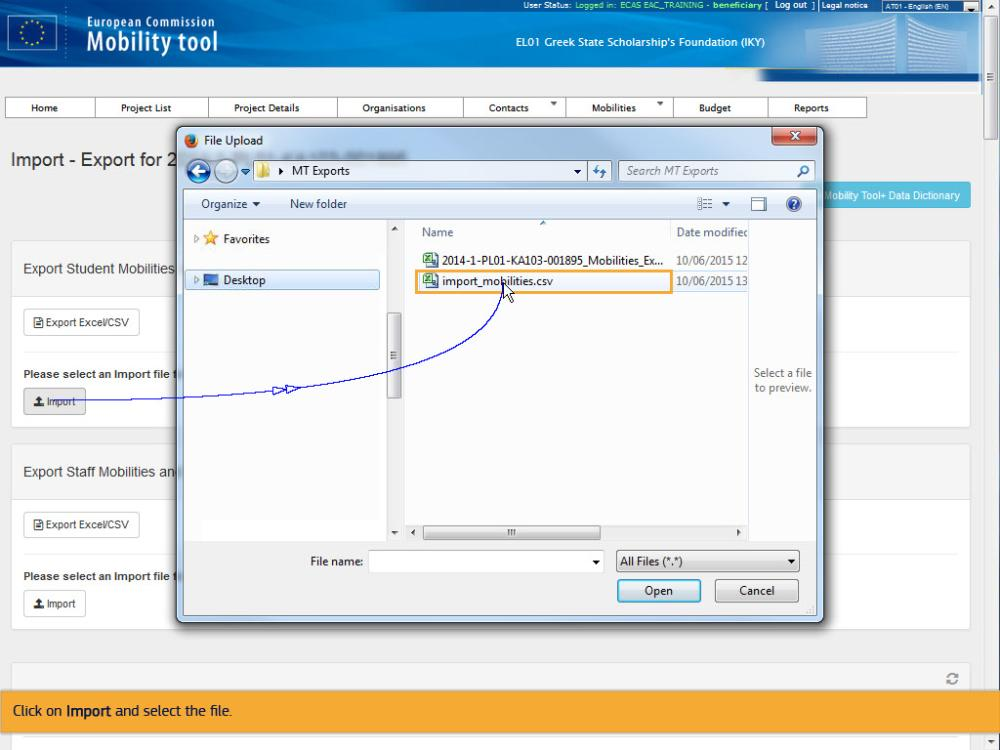 User Status: Logged in: ECAS EAC_TRAINING - beneficiary [ Log out ] Legal notice AT01 - English (EN)
European Commission
Mobility tool
EL01 Greek State Scholarship's Foundation (IKY)
Home Project List Project Details Organisations Contacts Mobilities Budget Reports
File Upload
Import - Export for 2
MT Exports Search MT Exports
Mobility Tool+ Data Dictionary
Organize New folder
Name Date modified
Favorites
2014-1-PL01-KA103-001895_Mobilities_Ex... 10/06/2015 12
Export Student Mobilities
Desktop
import_mobilities.csv 10/06/2015 13
Export Excel/CSV
Please select an Import file f
Select a file
to preview.
Import
Export Staff Mobilities an
Export Excel/CSV
File name: All Files (*.*)
Please select an Import file f
Open Cancel
Import
Click on Import and select the file.